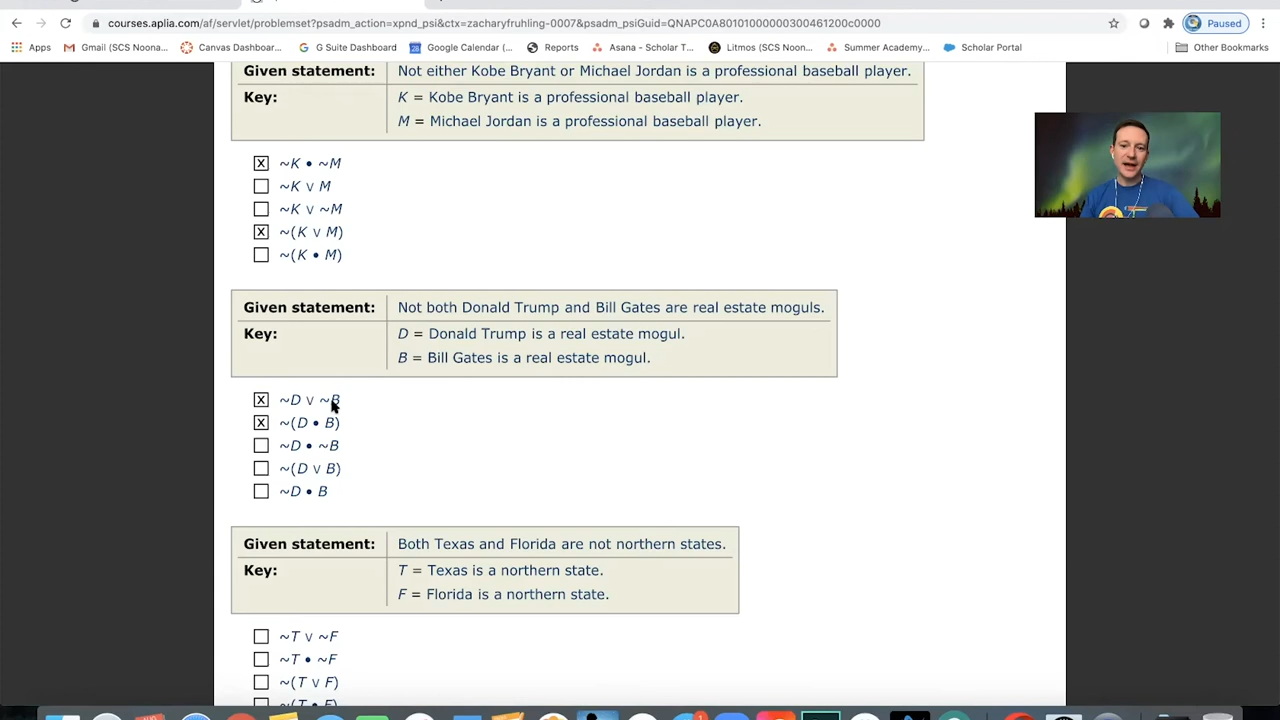 courses.aplia.com/af/servlet/problemset?psadm_action=xpnd_psi&ctx=zacharyfruhling-0007&psadm_psiGuid=QNAPC0A80101000000300461200c0000
Paused
Apps Gmail (SCS Noona... Canvas Dashboar... G Suite Dashboard Google Calendar (... Reports Asana - Scholar T... Litmos (SCS Noon... Summer Academy... Scholar Portal Other Bookmarks
Given statement: Not either Kobe Bryant or Michael Jordan is a professional baseball player.
Key: K = Kobe Bryant is a professional baseball player.
M = Michael Jordan is a professional baseball player.
x ~K • ~M
~K v M
~K v ~M
x ~(K v M)
~(K • M)
Given statement: Not both Donald Trump and Bill Gates are real estate moguls.
Key: D = Donald Trump is a real estate mogul.
B = Bill Gates is a real estate mogul.
x ~D v ~B
x ~(D • B)
~D • ~B
~(D v B)
~D • B
Given statement: Both Texas and Florida are not northern states.
Key: T = Texas is a northern state.
F = Florida is a northern state.
~T v ~F
~T • ~F
~(T v F)
~(T • F)